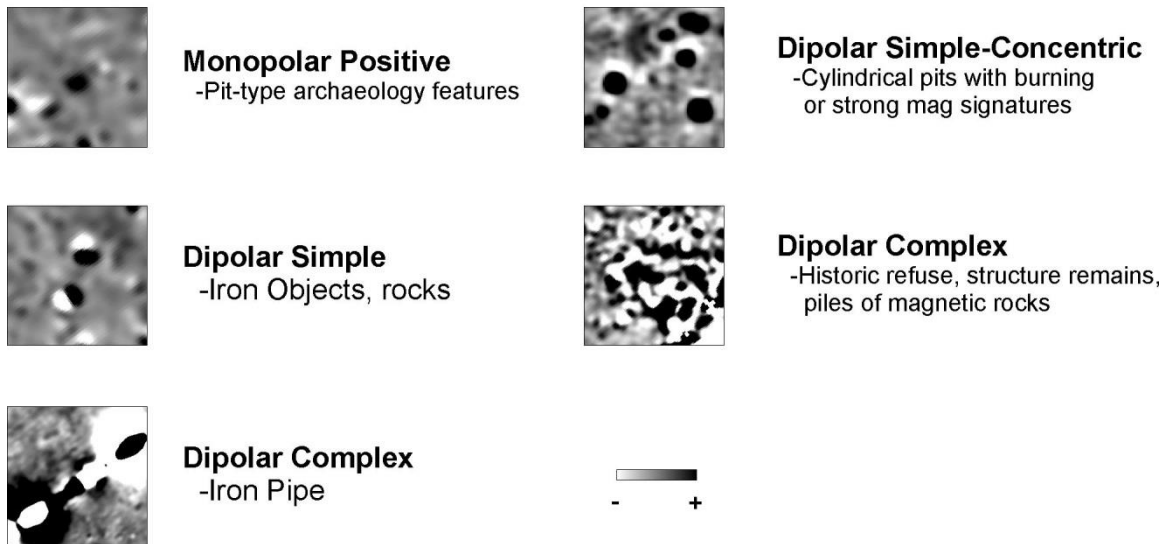 Monopolar Positive
-Pit-type archaeology features
Dipolar Simple-Concentric
-Cylindrical pits with burning
or strong mag signatures
Dipolar Simple
-Iron Objects, rocks
Dipolar Complex
-Historic refuse, structure remains,
piles of magnetic rocks
Dipolar Complex
-Iron Pipe
- +